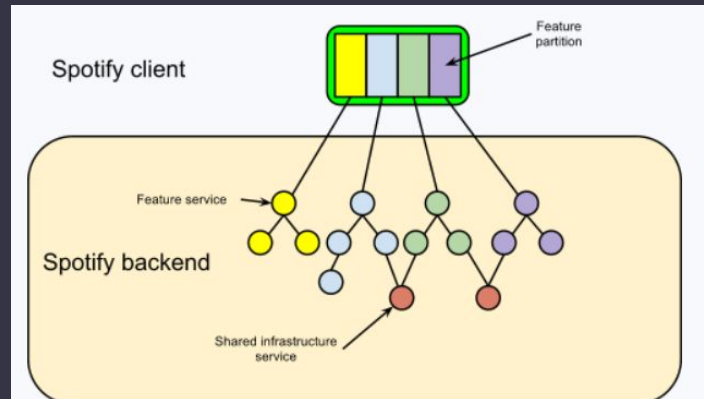 Feature
partition
Spotify client
Feature service
Spotify backend
Shared infrastructure
service